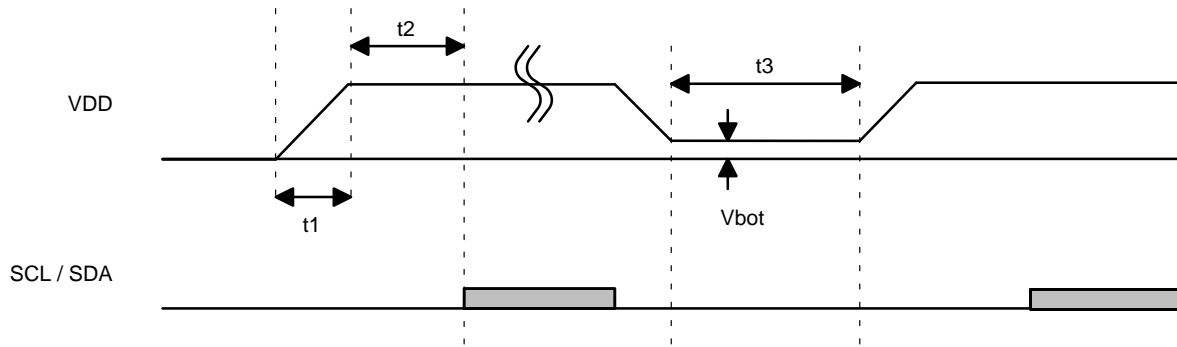 t2
t3
VDD
Vbot
t1
SCL / SDA